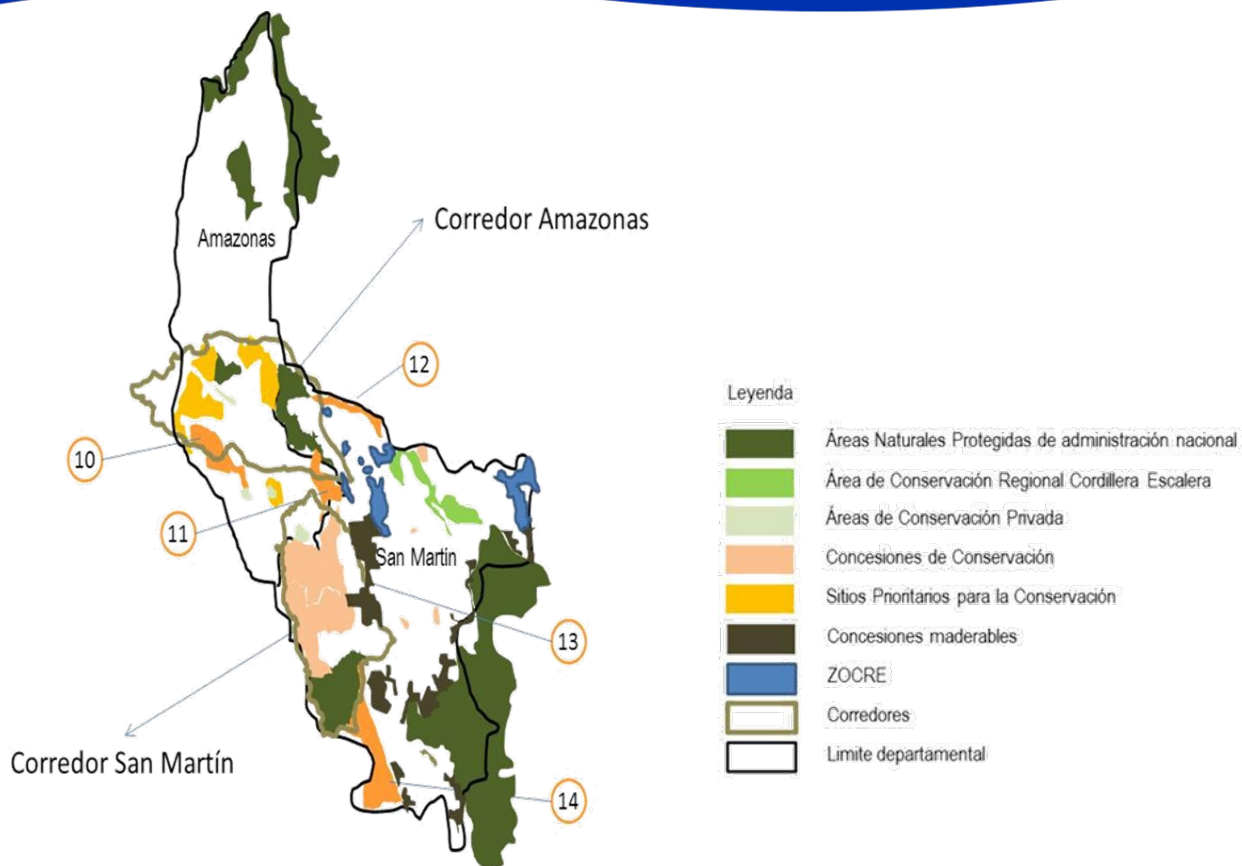 Amazonas
Corredor Amazonas
12
10
11
San Martin
13
Corredor San Martín
14
Leyenda
Áreas Naturales Protegidas de administración nacional
Área de Conservación Regional Cordillera Escalera
Áreas de Conservación Privada
Concesiones de Conservación
Sitios Prioritarios para la Conservación
Concesiones maderables
ZOCRE
Corredores
Limite departamental